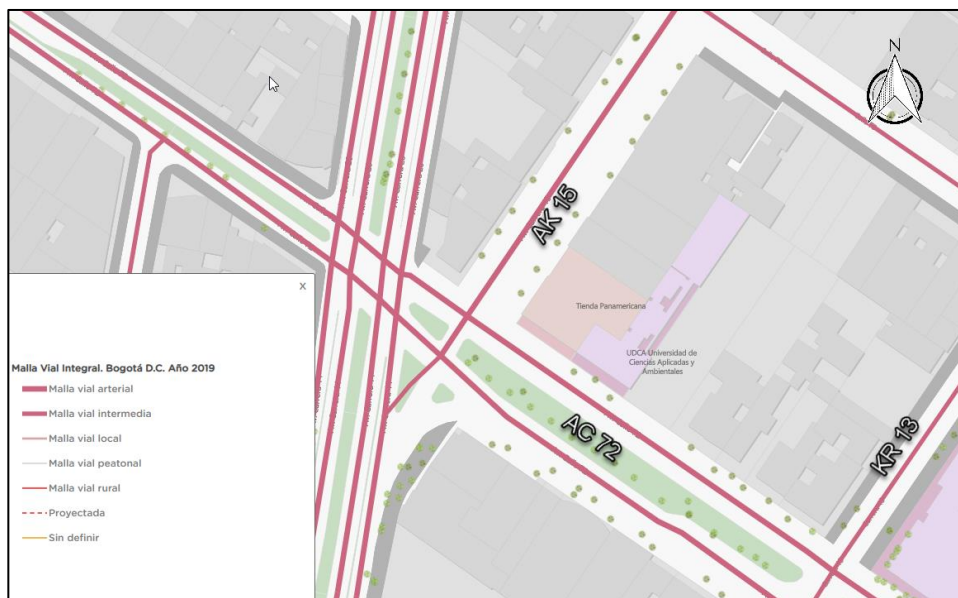 N
AK 15
Tienda Panamericana
UDCA Universidad de
Ciencias Aplicadas y
Ambientales
AC 72
KR 13
X
Malla Vial Integral. Bogotá D.C. Año 2019
Malla vial arterial
Malla vial intermedia
Malla vial local
Malla vial peatonal
Malla vial rural
Proyectada
Sin definir